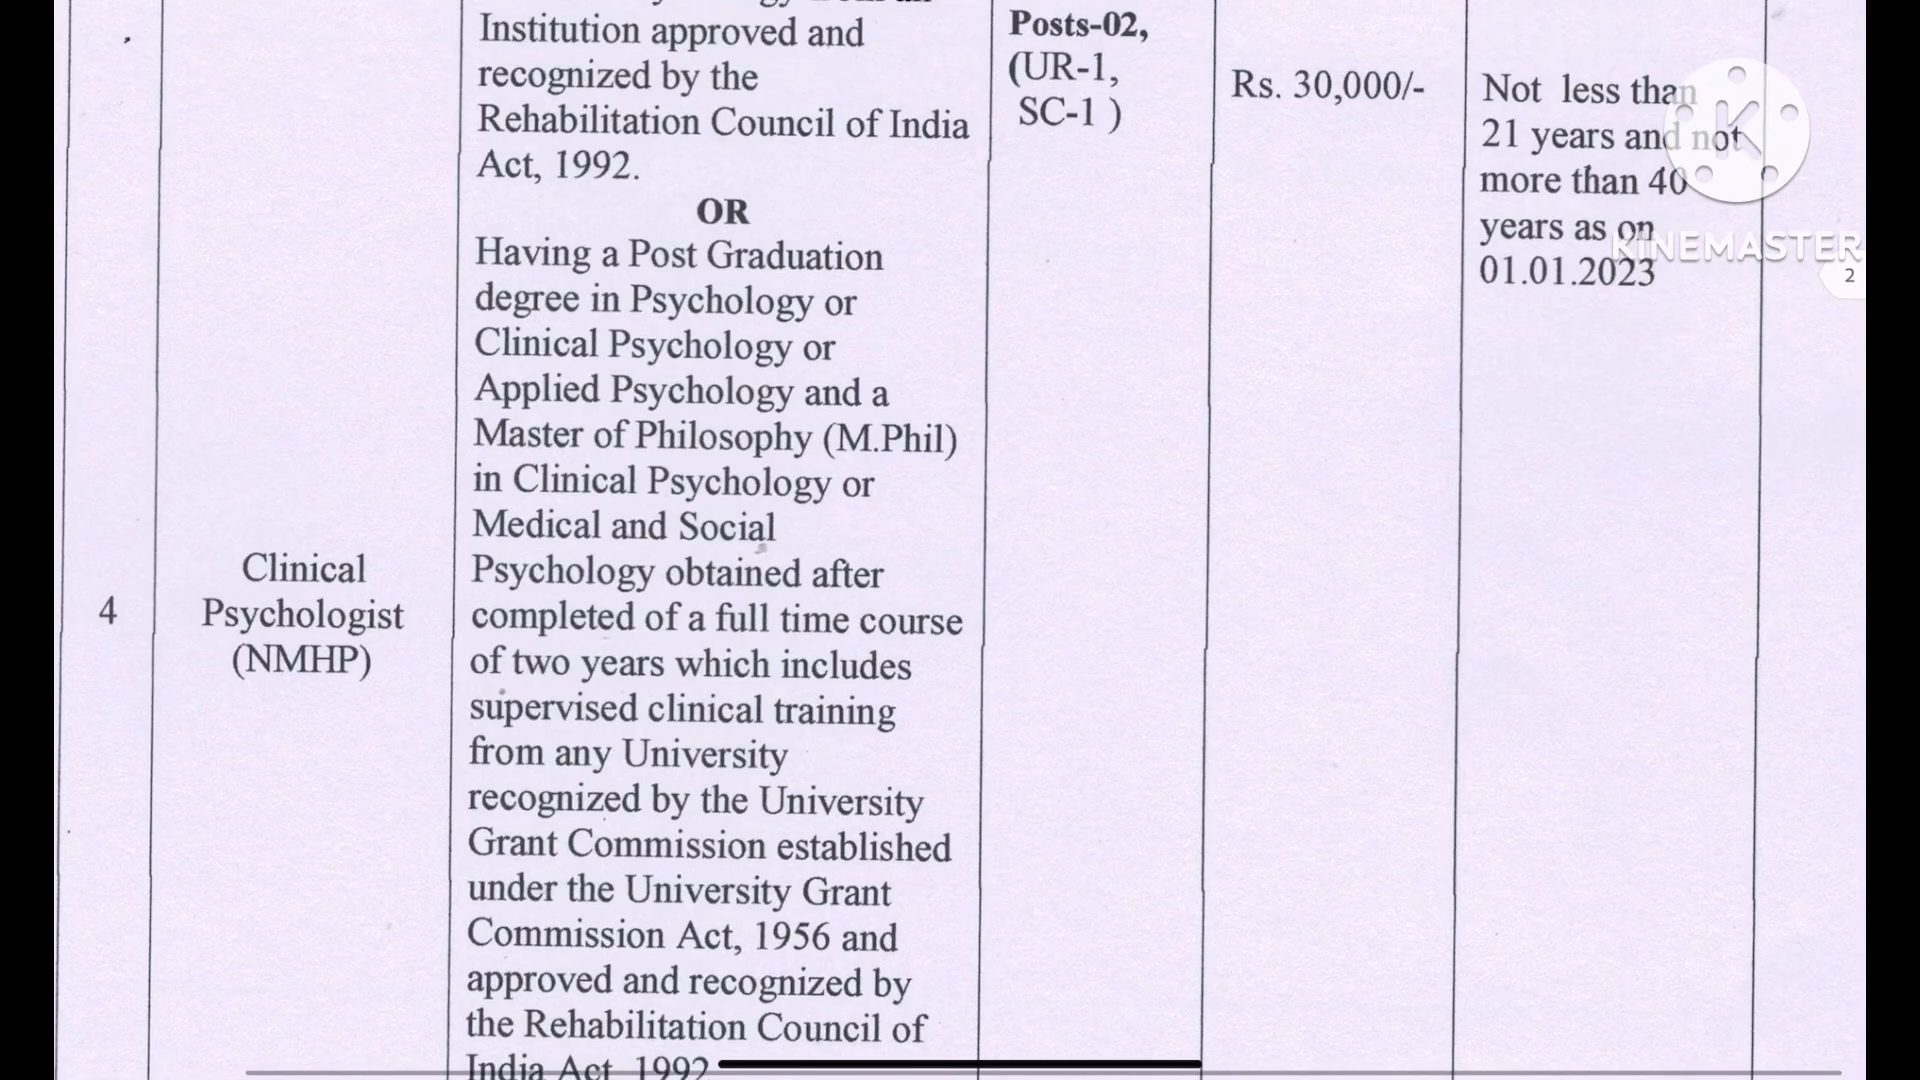 Institution approved and
recognized by the
Rehabilitation Council of India
Act, 1992.
OR
Having a Post Graduation
degree in Psychology or
Clinical Psychology or
Applied Psychology and a
Master of Philosophy (M.Phil)
in Clinical Psychology or
Medical and Social
Psychology obtained after
completed of a full time course
of two years which includes
supervised clinical training
from any University
recognized by the University
Grant Commission established
under the University Grant
Commission Act, 1956 and
approved and recognized by
the Rehabilitation Council of
India Act, 1992
4
Clinical
Psychologist
(NMHP)
Posts-02,
(UR-1,
SC-1 )
Rs. 30,000/-
Not less than
21 years and not
more than 40
years as on
01.01.2023
K
KINEMASTER
2